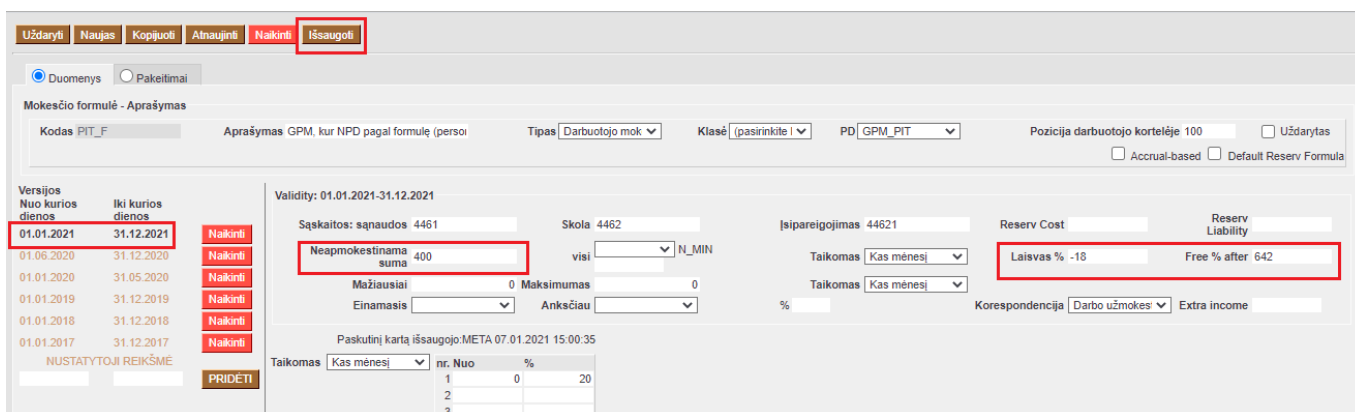 Uždaryti Naujas Kopijuoti Atnaujinti Naikinti Išsaugoti
Duomenys Pakeitimai
Mokesčio formulė - Aprašymas
Kodas PIT_F Aprašymas GPM, kur NPD pagal formulę (persoi Tipas Darbuotojo mok Klasė (pasirinkite PD GPM_PIT Pozicija darbuotojo kortelėje 100 Uždarytas
Accrual-based Default Reserv Formula
Versijos
Nuo kurios dienos Iki kurios dienos
01.01.2021 31.12.2021 Naikinti
01.06.2020 31.12.2020 Naikinti
01.01.2020 31.05.2020 Naikinti
01.01.2019 31.12.2019 Naikinti
01.01.2018 31.12.2018 Naikinti
01.01.2017 31.12.2017 Naikinti
NUSTATYTOJI REIKŠMĖ
PRIDĖTI
Validity: 01.01.2021-31.12.2021
Sąskaitos: sąnaudos 4461 Skola 4462 Įsipareigojimas 44621 Reserv Cost Reserv Liability
Neapmokestinama suma 400 visi N_MIN Taikomas Kas mėnesį Laisvas % -18 Free % after 642
Mažiausiai 0 Maksimumas 0 Taikomas Kas mėnesį
Einamasis Anksčiau % Korespondencija Darbo užmokest Extra income
Paskutinį kartą išsaugojo:META 07.01.2021 15:00:35
Taikomas Kas mėnesį nr. Nuo %
1 0 20
2
3